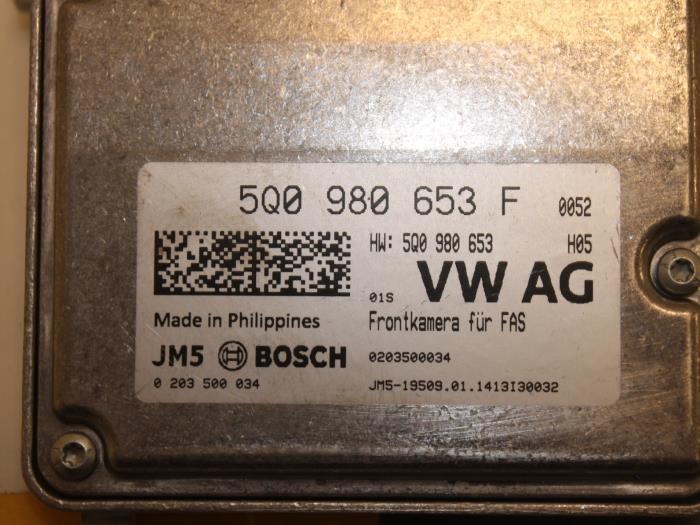 5Q0 980 653 F 0052
HW: 5Q0 980 653 H05
01S VW AG
Made in Philippines Frontkamera für FAS
JM5 BOSCH 0203500034
0 203 500 034 JM5-19509.01.1413I30032